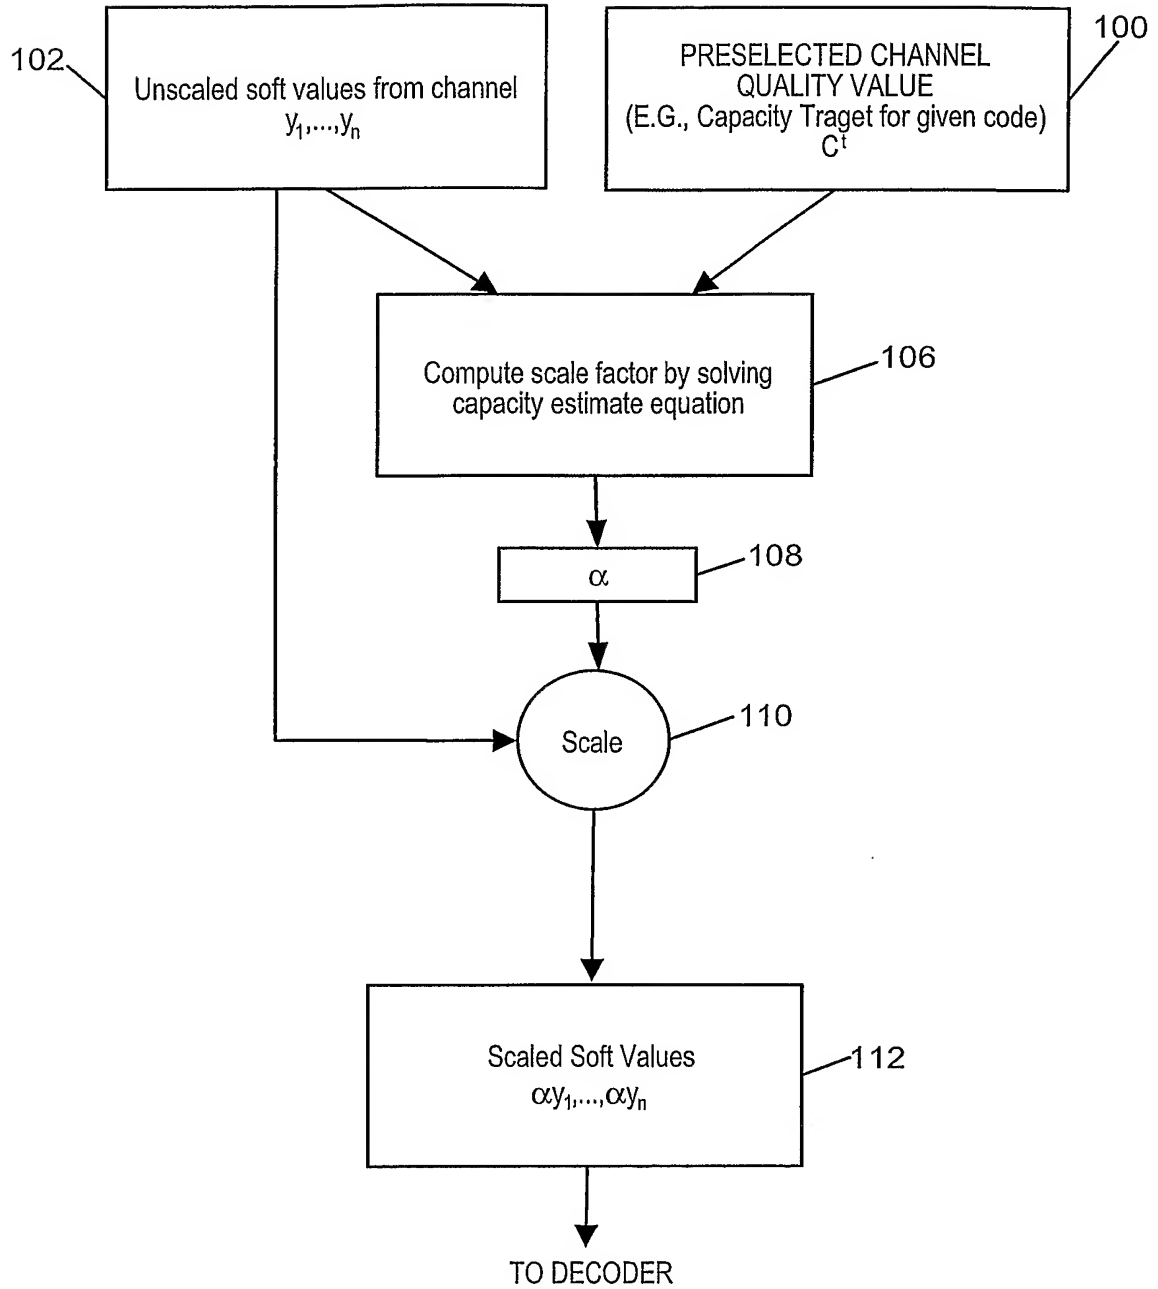 102
Unscaled soft values from channel
y1,...,yn
100
PRESELECTED CHANNEL
QUALITY VALUE
(E.G., Capacity Traget for given code)
C^t
106
Compute scale factor by solving
capacity estimate equation
108
α
110
Scale
112
Scaled Soft Values
αy1,...,αyn
TO DECODER